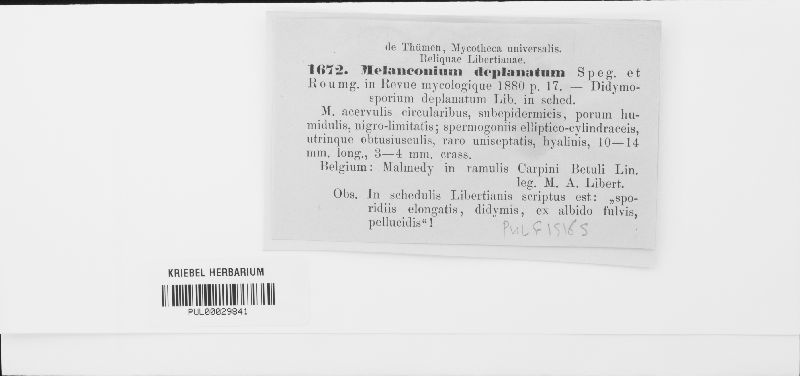 de Thümen, Mycotheca universalis.
Reliquae Libertianae.
1672. Melanconium deplanatum Speg. et
Roumg. in Revue mycologique 1880 p. 17. — Didymo-
sporium deplanatum Lib. in sched.
M. acervulis circularibus, subepidermicis, porum hu-
midulis, nigro-limitatis; spermogoniis elliptico-cylindraceis,
utrinque obtusiusculis, raro uniseptatis, hyalinis, 10—14
mm. long., 3—4 mm. crass.
Belgium: Malmedy in ramulis Carpini Betuli Lin.
leg. M. A. Libert.
Obs. In schedulis Libertianis scriptus est: „spo-
ridiis elongatis, didymis, ex albido fulvis,
pellucidis“!
PUL F19165
KRIEBEL HERBARIUM
PUL00029841